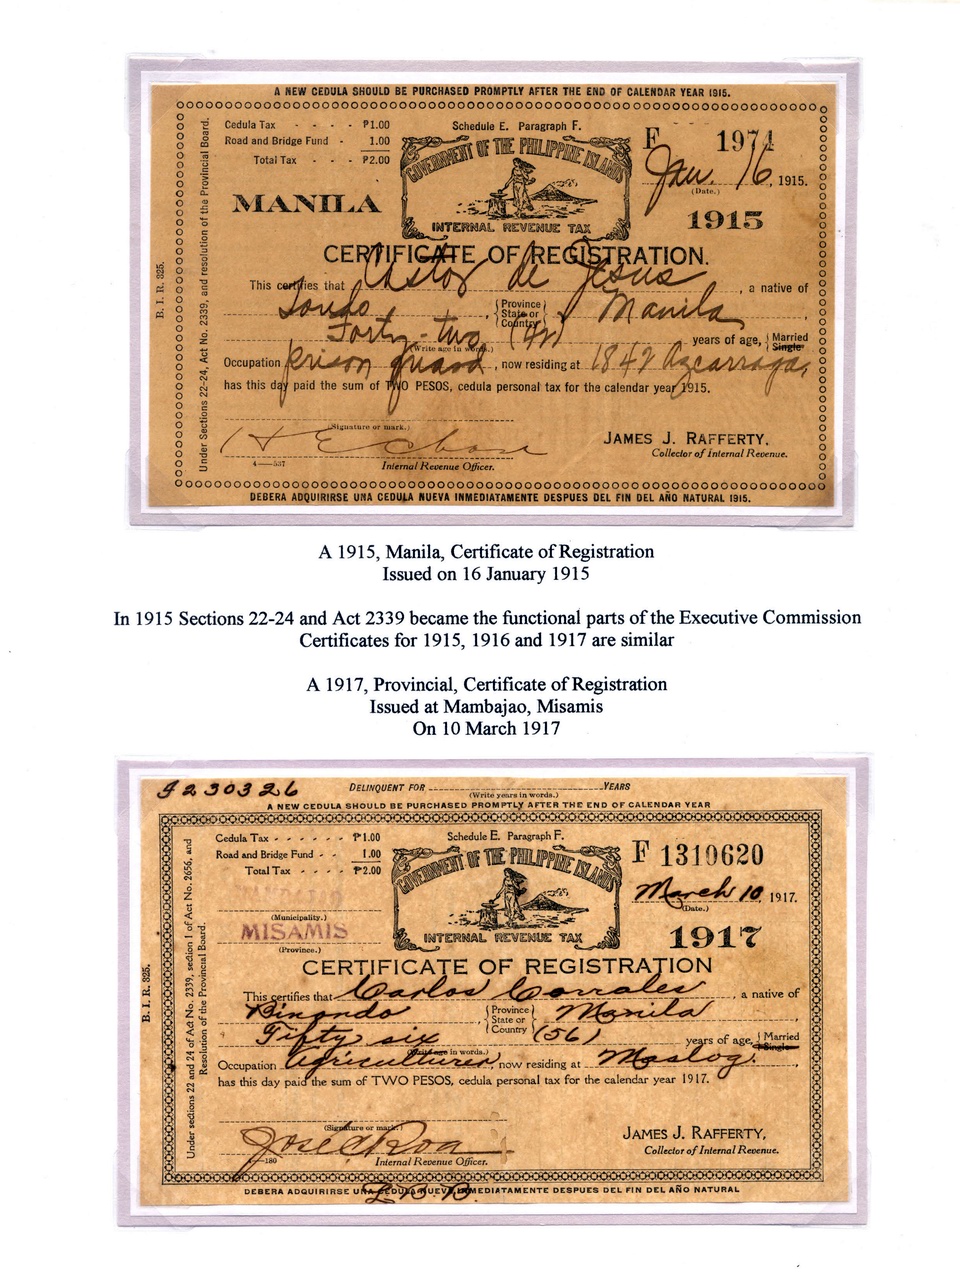 A NEW CEDULA SHOULD BE PURCHASED PROMPTLY AFTER THE END OF CALENDAR YEAR 1915.
B. I. R. 325.
Under Sections 22-24, Act No. 2339, and resolution of the Provincial Board.
Cedula Tax - - - - ₱1.00
Road and Bridge Fund - 1.00
Total Tax - - - ₱2.00
MANILA
Schedule E. Paragraph F.
GOVERNMENT OF THE PHILIPPINE ISLANDS
INTERNAL REVENUE TAX
F 1974
Jan. 16, 1915.
(Date.)
1915
CERTIFICATE OF REGISTRATION.
This certifies that Castor de Jesus, a native of
Tondo, {Province State or Country} Manila,
Forty-two (42) years of age, {Married Single
(Write age in words.)
Occupation prison guard, now residing at 1842 Azcarraga,
has this day paid the sum of TWO PESOS, cedula personal tax for the calendar year 1915.
(Signature or mark.)
JAMES J. RAFFERTY,
Collector of Internal Revenue.
4—537
Internal Revenue Officer.
DEBERA ADQUIRIRSE UNA CEDULA NUEVA INMEDIATAMENTE DESPUES DEL FIN DEL AÑO NATURAL 1915.
A 1915, Manila, Certificate of Registration
Issued on 16 January 1915
In 1915 Sections 22-24 and Act 2339 became the functional parts of the Executive Commission
Certificates for 1915, 1916 and 1917 are similar
A 1917, Provincial, Certificate of Registration
Issued at Mambajao, Misamis
On 10 March 1917
230326
DELINQUENT FOR YEARS
(Write years in words.)
A NEW CEDULA SHOULD BE PURCHASED PROMPTLY AFTER THE END OF CALENDAR YEAR
B. I. R. 325.
Under sections 22 and 24 of Act No. 2339, section 1 of Act No. 2656, and
Resolution of the Provincial Board.
Cedula Tax - - - - - - ₱1.00
Road and Bridge Fund - - 1.00
Total Tax - - - - ₱2.00
(Municipality.)
MISAMIS
(Province.)
Schedule E. Paragraph F.
GOVERNMENT OF THE PHILIPPINE ISLANDS
INTERNAL REVENUE TAX
F 1310620
March 10, 1917.
(Date.)
1917
CERTIFICATE OF REGISTRATION
This certifies that Carlos Corrales, a native of
Binondo, {Province State or Country} Manila,
Fifty six (56) years of age, {Married Single
(Write age in words.)
Occupation Agriculturer, now residing at Maslog.,
has this day paid the sum of TWO PESOS, cedula personal tax for the calendar year 1917.
(Signature or mark.)
José Roa
JAMES J. RAFFERTY,
Collector of Internal Revenue.
—180
Internal Revenue Officer.
DEBERA ADQUIRIRSE UNA CEDULA NUEVA INMEDIATAMENTE DESPUES DEL FIN DEL AÑO NATURAL